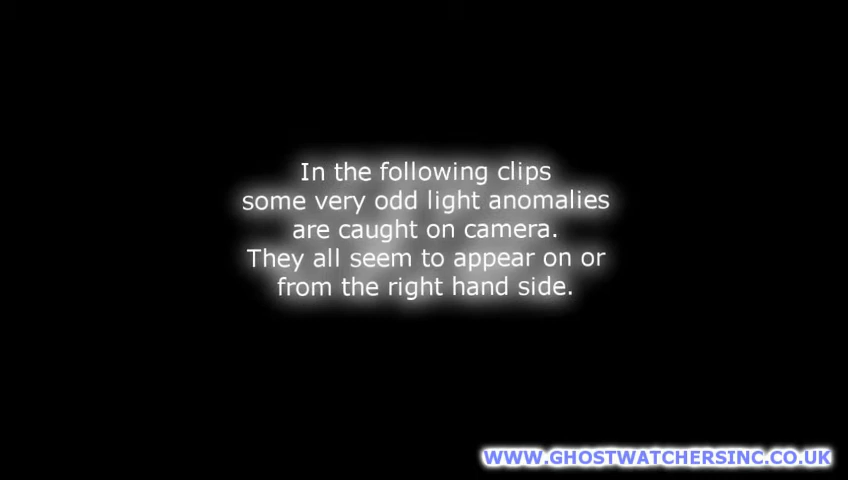 In the following clips
some very odd light anomalies
are caught on camera.
They all seem to appear on or
from the right hand side.
WWW.GHOSTWATCHERSINC.CO.UK